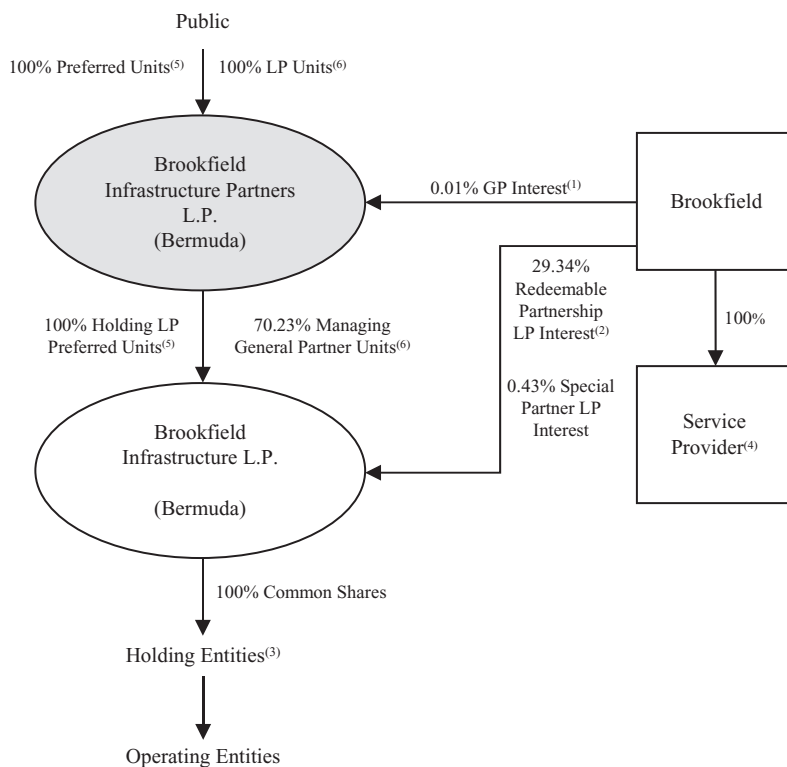 Public
100% Preferred Units(5)
100% LP Units(6)
Brookfield
Infrastructure Partners
L.P.
(Bermuda)
0.01% GP Interest(1)
Brookfield
29.34%
Redeemable
Partnership
LP Interest(2)
100%
100% Holding LP
Preferred Units(5)
70.23% Managing
General Partner Units(6)
0.43% Special
Partner LP
Interest
Service
Provider(4)
Brookfield
Infrastructure L.P.
(Bermuda)
100% Common Shares
Holding Entities(3)
Operating Entities